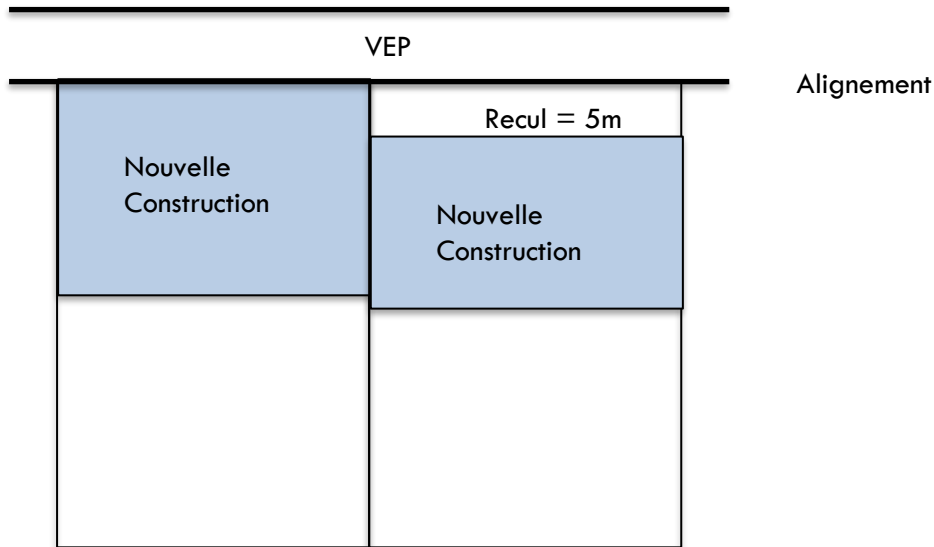 VEP
Alignement
Recul = 5m
Nouvelle
Construction
Nouvelle
Construction